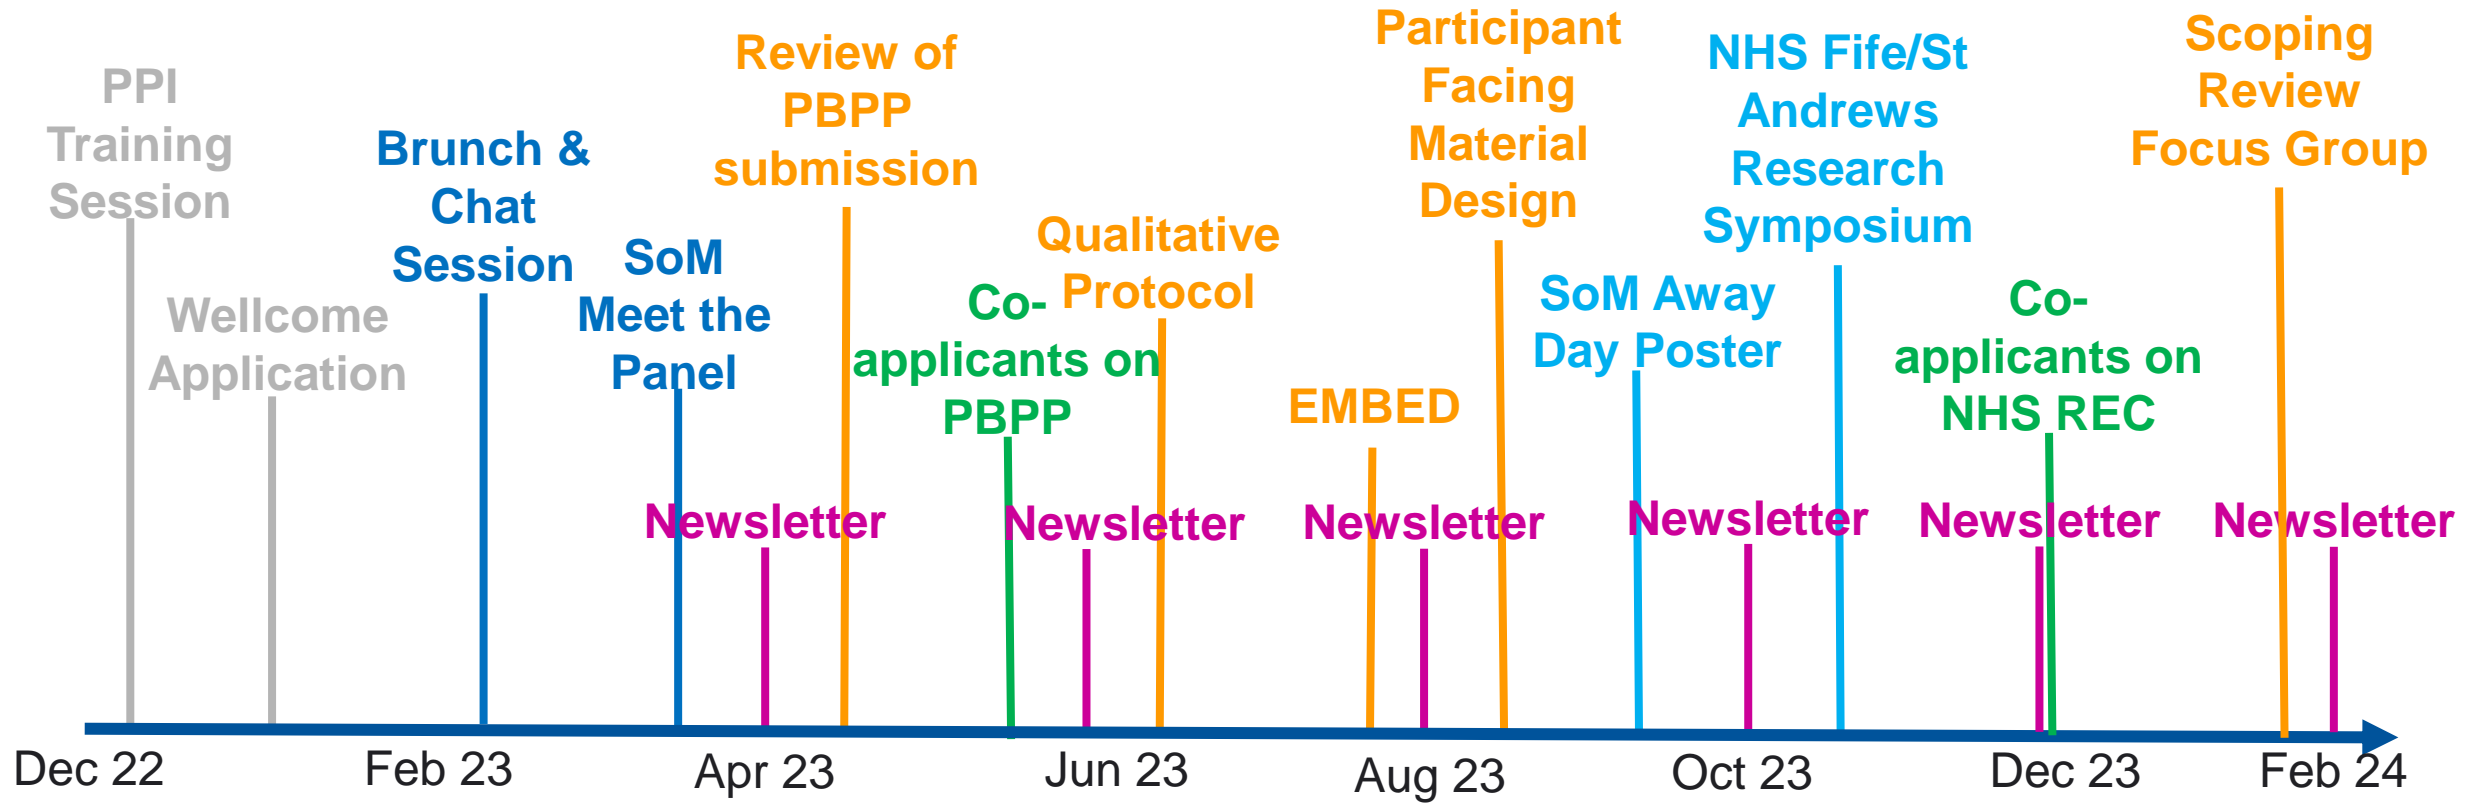 PPI
Training
Session
Wellcome
Application
Brunch &
Chat
Session
SoM
Meet the
Panel
Newsletter
Review of
PBPP
submission
Co-
applicants on
PBPP
Newsletter
Qualitative
Protocol
EMBED
Newsletter
Participant
Facing
Material
Design
SoM Away
Day Poster
Newsletter
NHS Fife/St
Andrews
Research
Symposium
Co-
applicants on
NHS REC
Newsletter
Scoping
Review
Focus Group
Newsletter
Dec 22
Feb 23
Apr 23
Jun 23
Aug 23
Oct 23
Dec 23
Feb 24